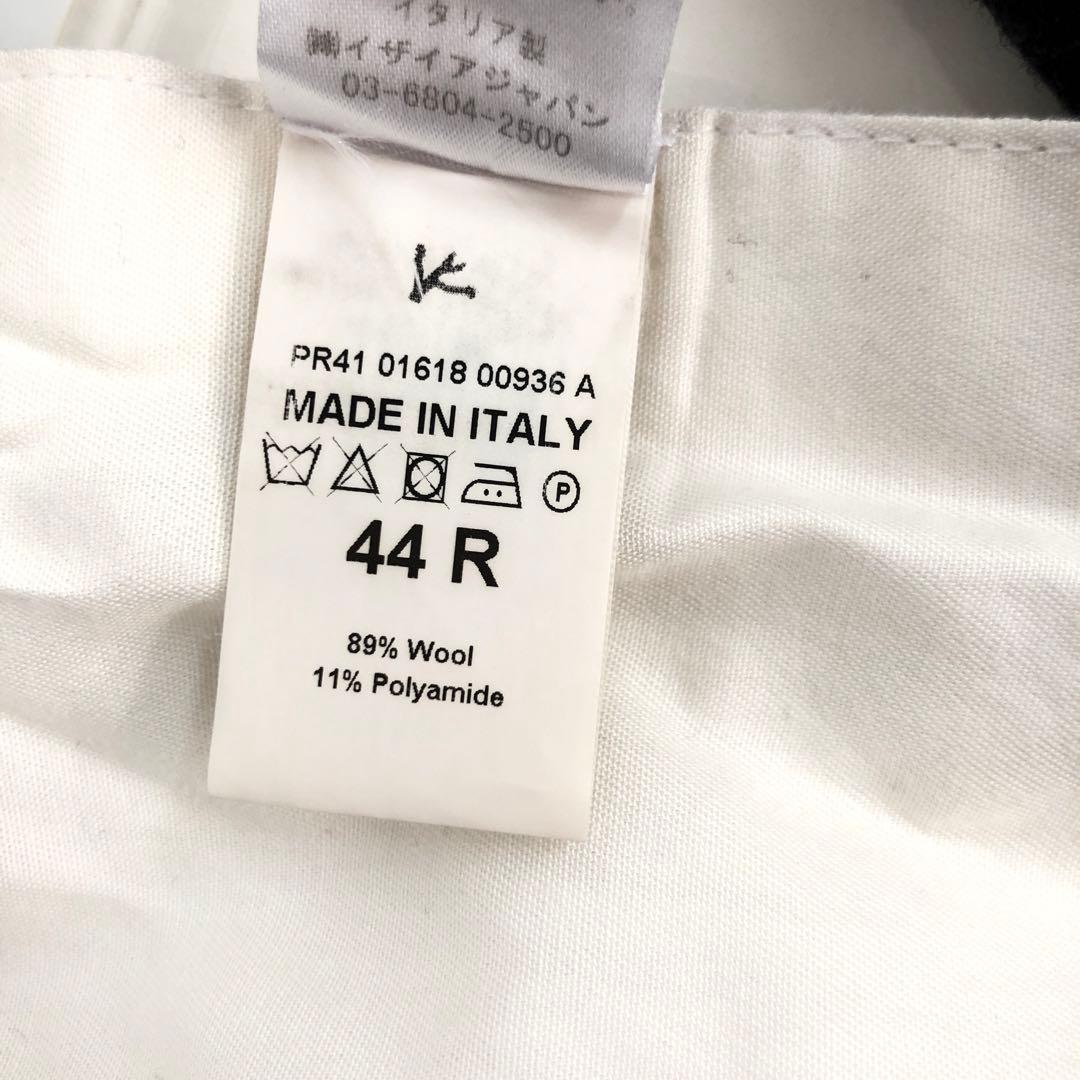 イタリア製
㈱イザイアジャパン
03-6804-2500
PR41 01618 00936 A
MADE IN ITALY
P
44 R
89% Wool
11% Polyamide